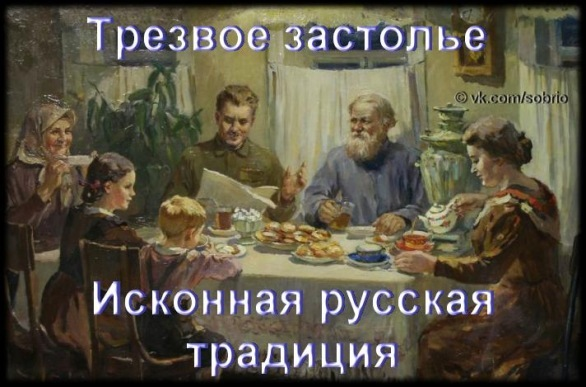 Трезвое застолье
© vk.com/sobrio
Исконная русская
традиция